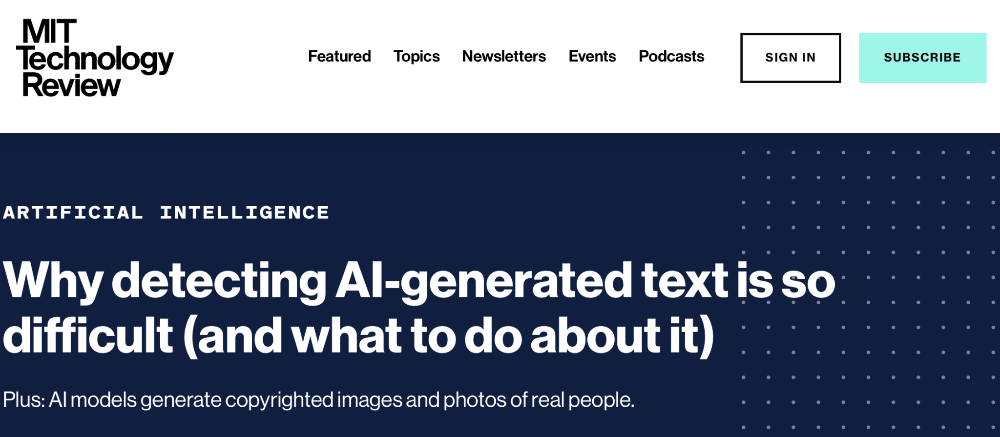 MIT
Technology
Review
Featured Topics Newsletters Events Podcasts SIGN IN SUBSCRIBE
ARTIFICIAL INTELLIGENCE
Why detecting AI-generated text is so
difficult (and what to do about it)
Plus: AI models generate copyrighted images and photos of real people.